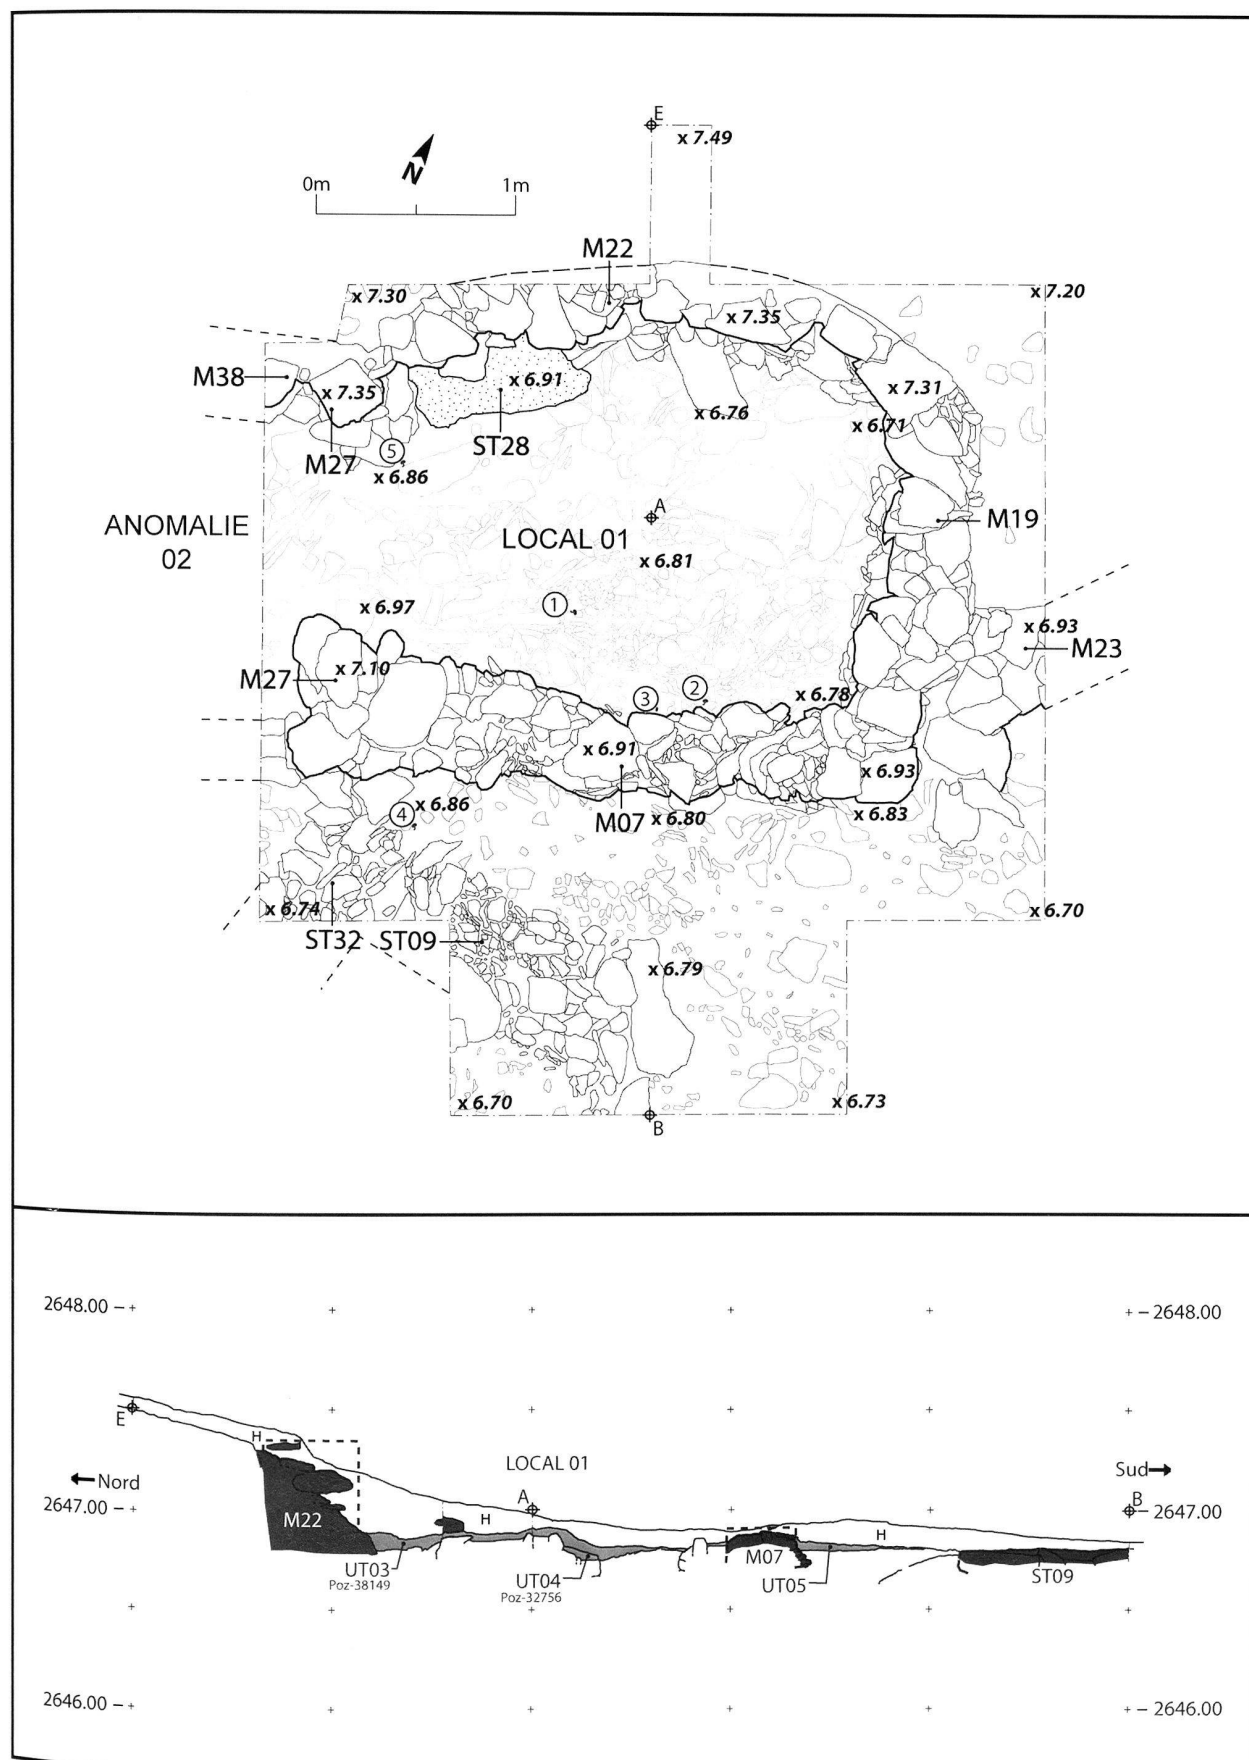 E
x 7.49
N
0m 1m
M22
x 7.30
x 7.20
x 7.35
M38
x 7.35
x 6.91
x 7.31
x 6.76
x 6.71
ST28
M27
5
x 6.86
A
M19
ANOMALIE
02
LOCAL 01
x 6.81
1
x 6.97
x 6.93
M23
M27
x 7.10
3
2
x 6.78
x 6.91
x 6.93
4
x 6.86
M07
x 6.80
x 6.83
x 6.74
x 6.70
ST32
ST09
x 6.79
x 6.70
x 6.73
B
2648.00
2648.00
E
H
LOCAL 01
Nord
Sud
A
B
2647.00
2647.00
M22
H
H
M07
UT03
Poz-38149
UT04
Poz-32756
UT05
ST09
2646.00
2646.00